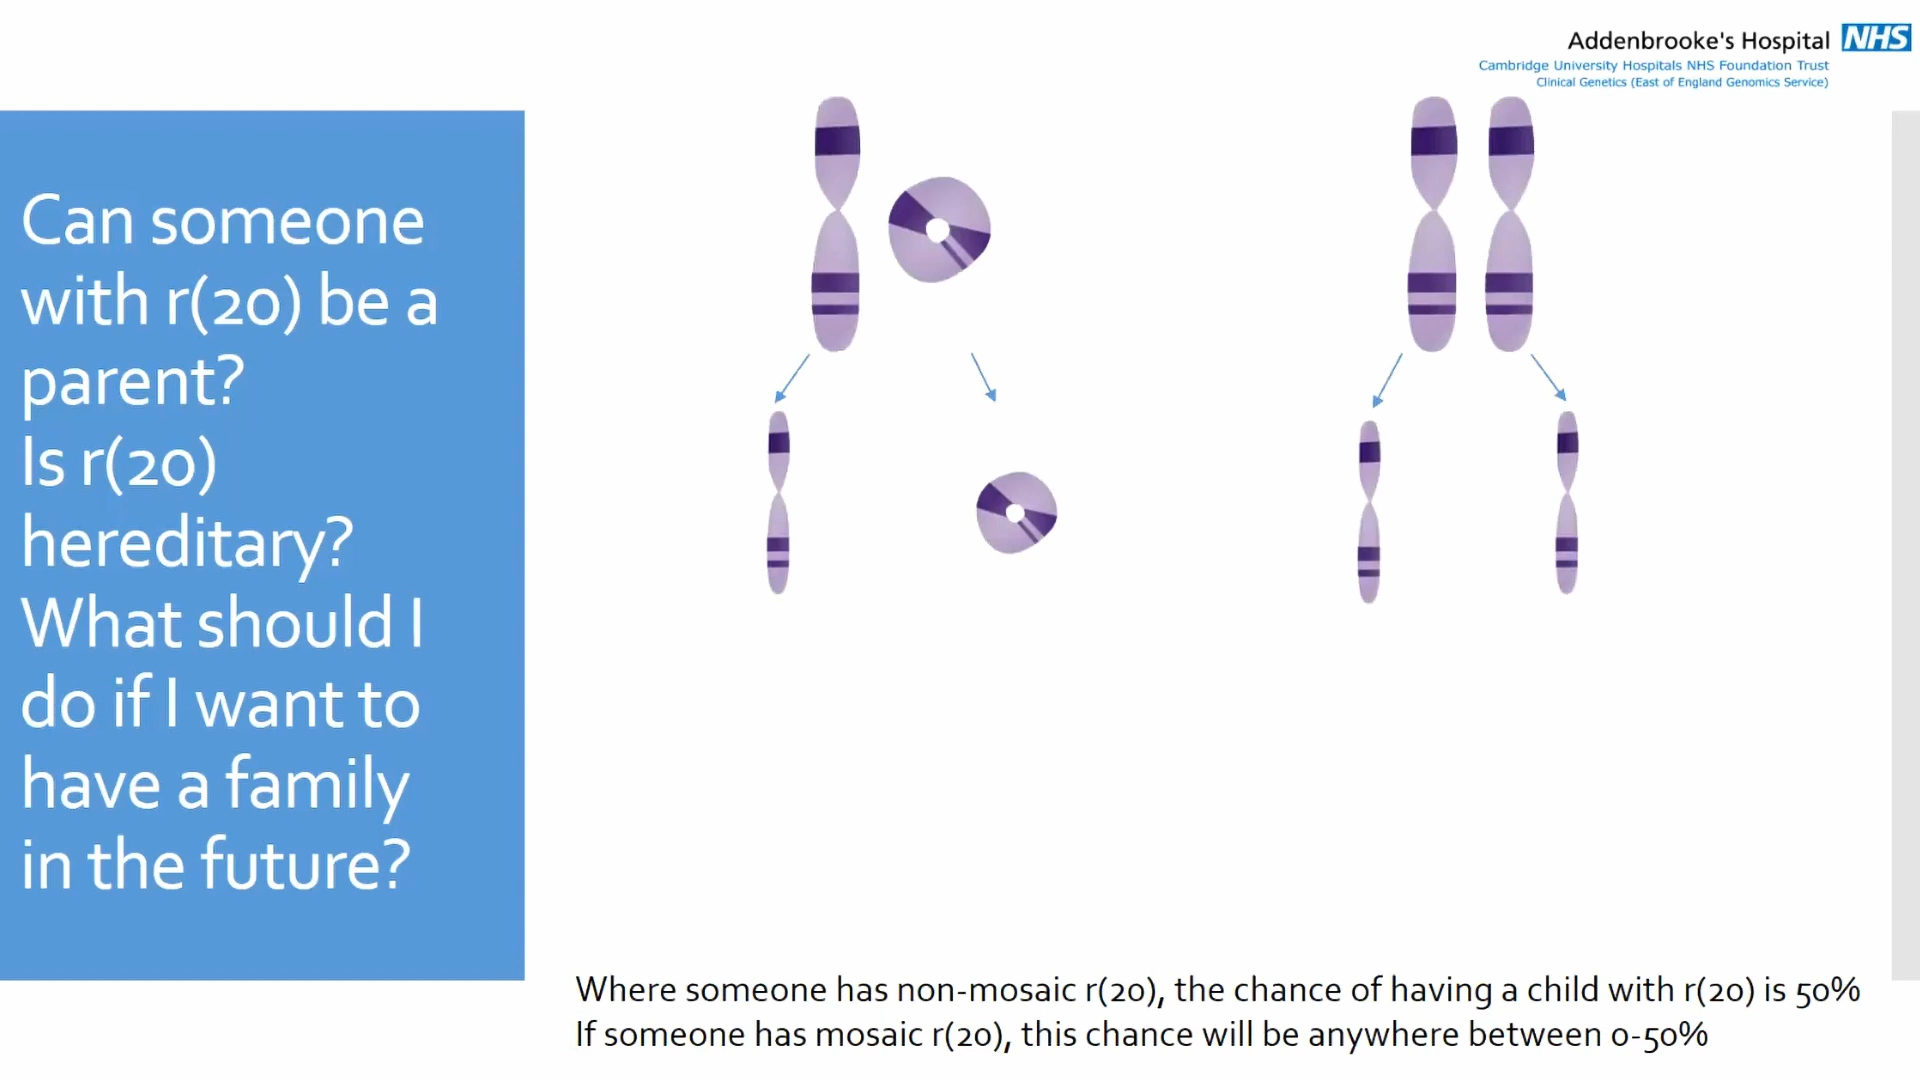 Addenbrooke's Hospital NHS
Cambridge University Hospitals NHS Foundation Trust
Clinical Genetics (East of England Genomics Service)
Can someone
with r(20) be a
parent?
Is r(20)
hereditary?
What should I
do if I want to
have a family
in the future?
Where someone has non-mosaic r(20), the chance of having a child with r(20) is 50%
If someone has mosaic r(20), this chance will be anywhere between 0-50%